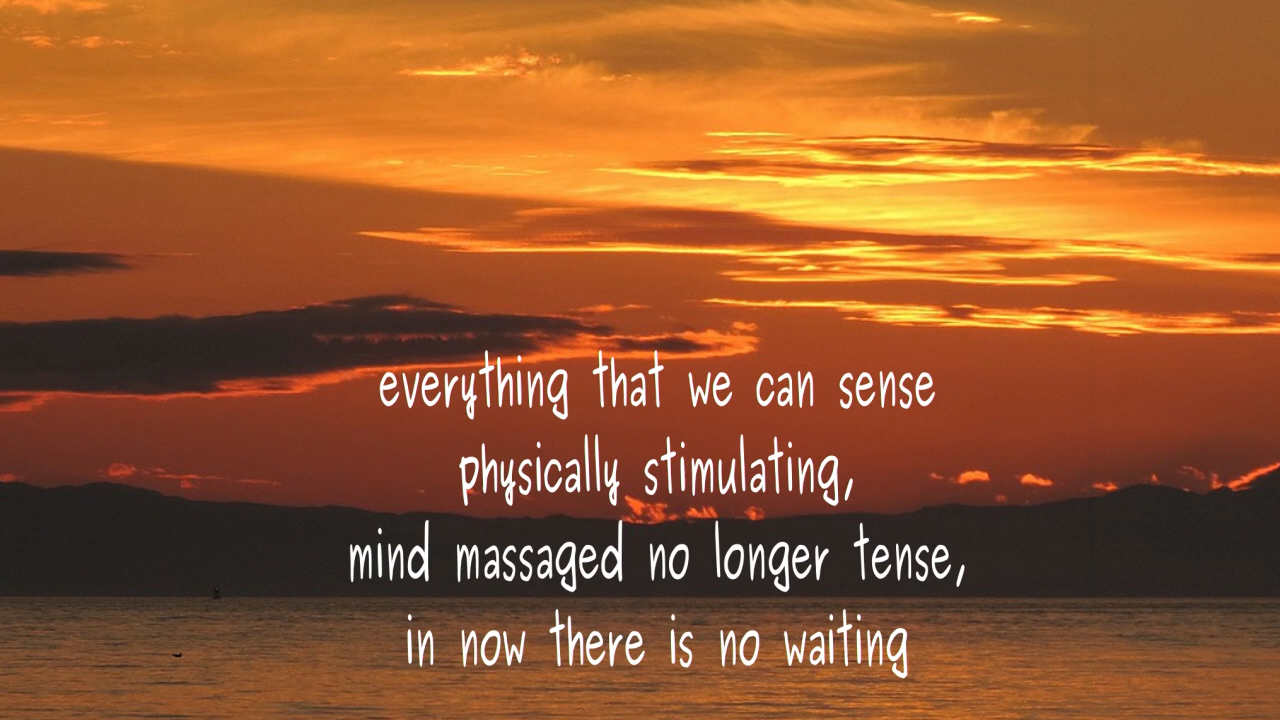 everything that we can sense
physically stimulating,
mind massaged no longer tense,
in now there is no waiting